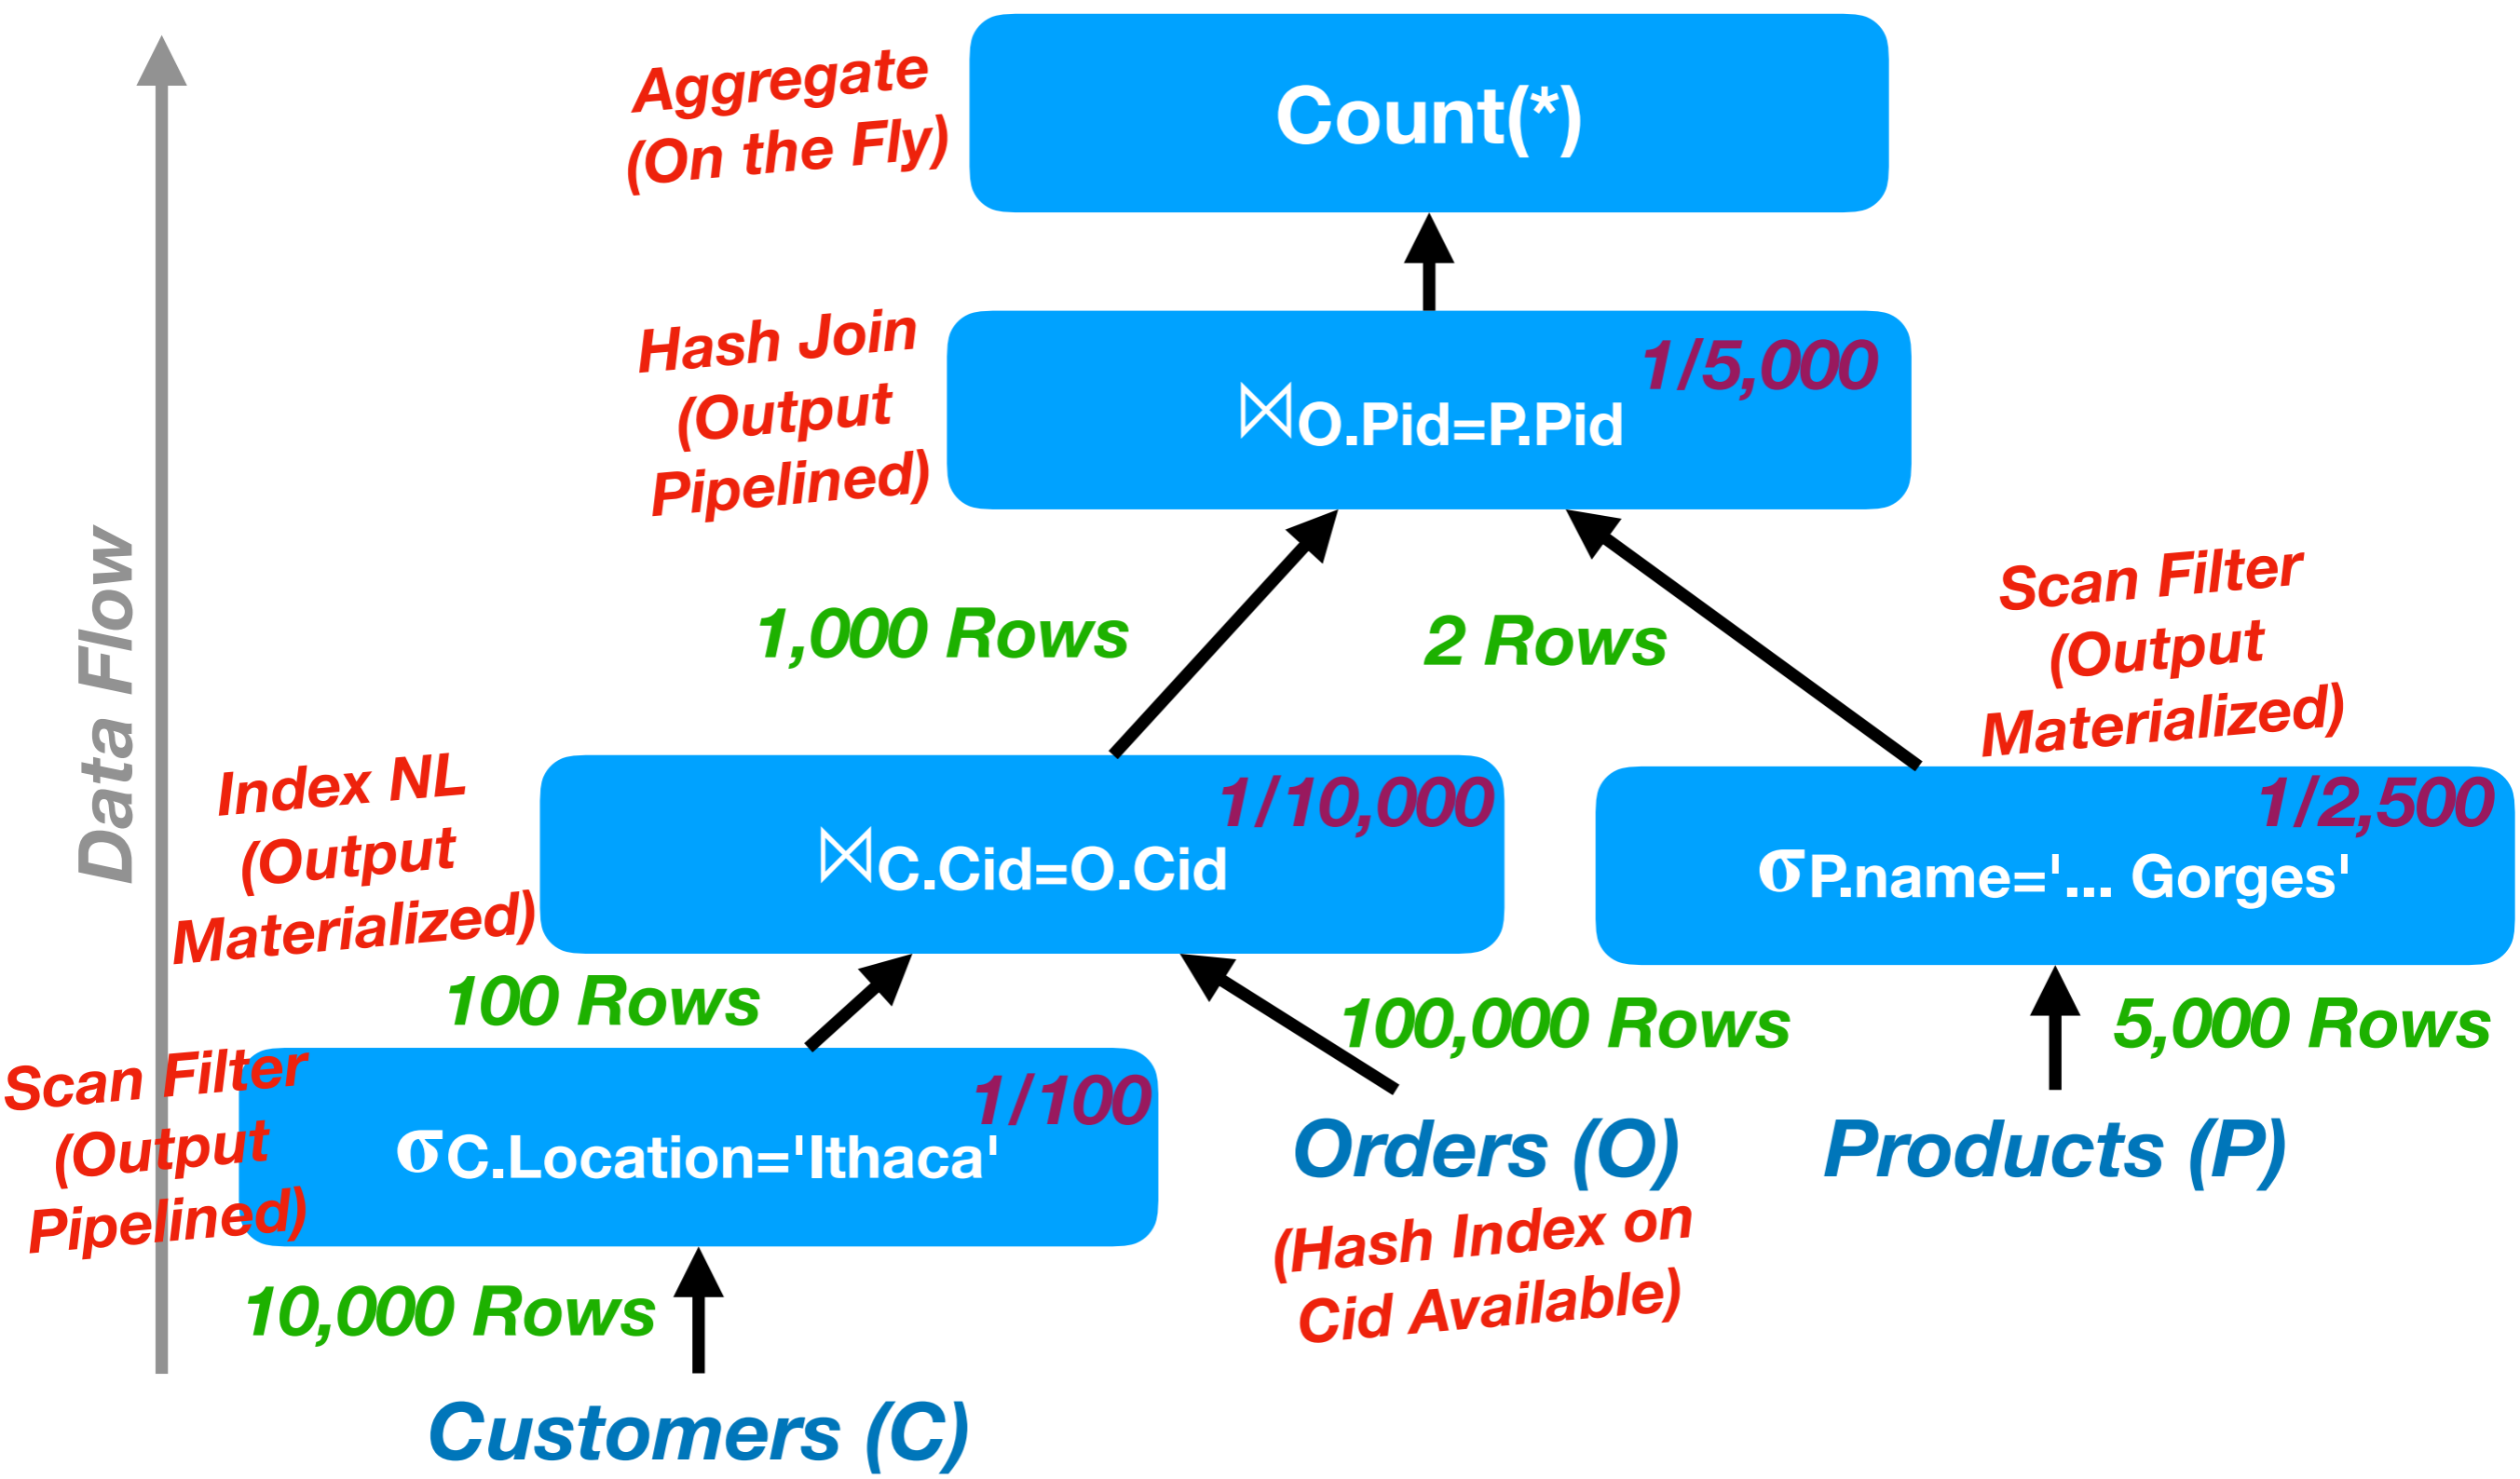 Data Flow
Aggregate
(On the Fly)
Count(*)
Hash Join
(Output
Pipelined)
1/5,000
⋈O.Pid=P.Pid
1,000 Rows
2 Rows
Scan Filter
(Output
Materialized)
Index NL
(Output
Materialized)
1/10,000
⋈C.Cid=O.Cid
1/2,500
σP.name='... Gorges'
100 Rows
100,000 Rows
5,000 Rows
Scan Filter
(Output
Pipelined)
1/100
σC.Location='Ithaca'
Orders (O)
(Hash Index on
Cid Available)
Products (P)
10,000 Rows
Customers (C)